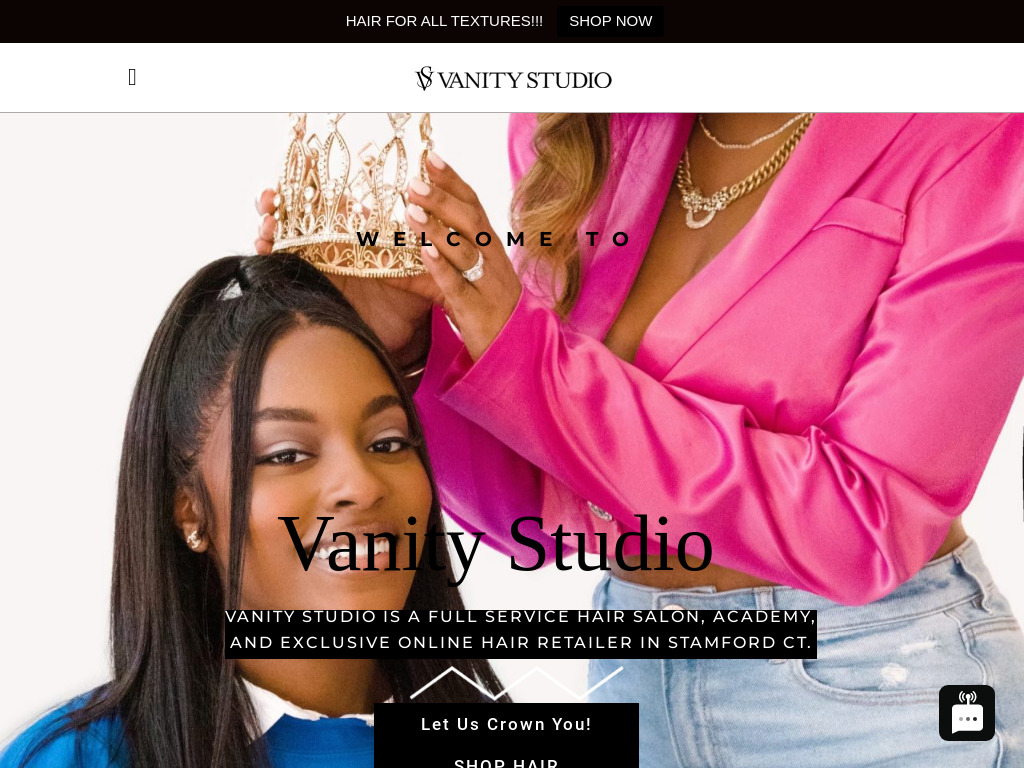 HAIR FOR ALL TEXTURES!!! SHOP NOW
VANITY STUDIO
WELCOME TO
Vanity Studio
VANITY STUDIO IS A FULL SERVICE HAIR SALON, ACADEMY,
AND EXCLUSIVE ONLINE HAIR RETAILER IN STAMFORD CT.
Let Us Crown You!
SHOP HAIR